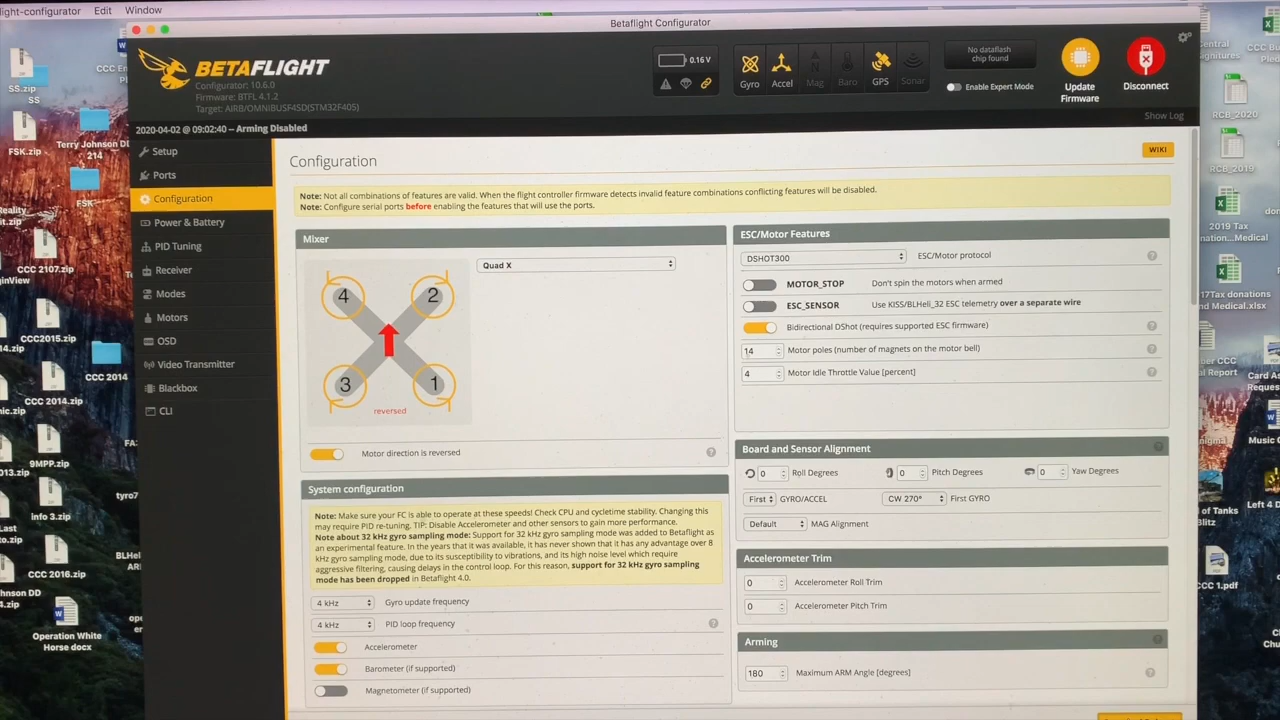 light-configurator Edit Window
Betaflight Configurator
BETAFLIGHT
Configurator: 10.6.0
Firmware: BTFL 4.1.2
Target: AIRB/OMNIBUSF4SD(STM32F405)
0.16 V
Gyro
Accel
Mag
Baro
GPS
Sonar
No dataflash
chip found
Enable Expert Mode
Update
Firmware
Disconnect
2020-04-02 @ 09:02:40 -- Arming Disabled
Show Log
Setup
Ports
Configuration
Power & Battery
PID Tuning
Receiver
Modes
Motors
OSD
Video Transmitter
Blackbox
CLI
Configuration
WIKI
Note: Not all combinations of features are valid. When the flight controller firmware detects invalid feature combinations conflicting features will be disabled.
Note: Configure serial ports before enabling the features that will use the ports.
Mixer
Quad X
4
2
3
1
reversed
Motor direction is reversed
System configuration
Note: Make sure your FC is able to operate at these speeds! Check CPU and cycletime stability. Changing this
may require PID re-tuning. TIP: Disable Accelerometer and other sensors to gain more performance.
Note about 32 kHz gyro sampling mode: Support for 32 kHz gyro sampling mode was added to Betaflight as
an experimental feature. In the years that it was available, it has never shown that it has any advantage over 8
kHz gyro sampling mode, due to its susceptibility to vibrations, and its high noise level which require
aggressive filtering, causing delays in the control loop. For this reason, support for 32 kHz gyro sampling
mode has been dropped in Betaflight 4.0.
4 kHz Gyro update frequency
4 kHz PID loop frequency
Accelerometer
Barometer (if supported)
Magnetometer (if supported)
ESC/Motor Features
DSHOT300 ESC/Motor protocol
MOTOR_STOP Don't spin the motors when armed
ESC_SENSOR Use KISS/BLHeli_32 ESC telemetry over a separate wire
Bidirectional DShot (requires supported ESC firmware)
14 Motor poles (number of magnets on the motor bell)
4 Motor Idle Throttle Value [percent]
Board and Sensor Alignment
0 Roll Degrees 0 Pitch Degrees 0 Yaw Degrees
First GYRO/ACCEL CW 270° First GYRO
Default MAG Alignment
Accelerometer Trim
0 Accelerometer Roll Trim
0 Accelerometer Pitch Trim
Arming
180 Maximum ARM Angle [degrees]
SS.zip
SS
FSK.zip
Terry Johnson DD
214
FSK
CCC 2107.zip
CCC2015.zip
CCC 2014
CCC 2014.zip
9MPP.zip
info 3.zip
CCC 2016.zip
Operation White
Horse docx
RCB_2020
RCB_2019
2019 Tax
Medical
17Tax donations
and Medical.xlsx
CCC 1.pdf